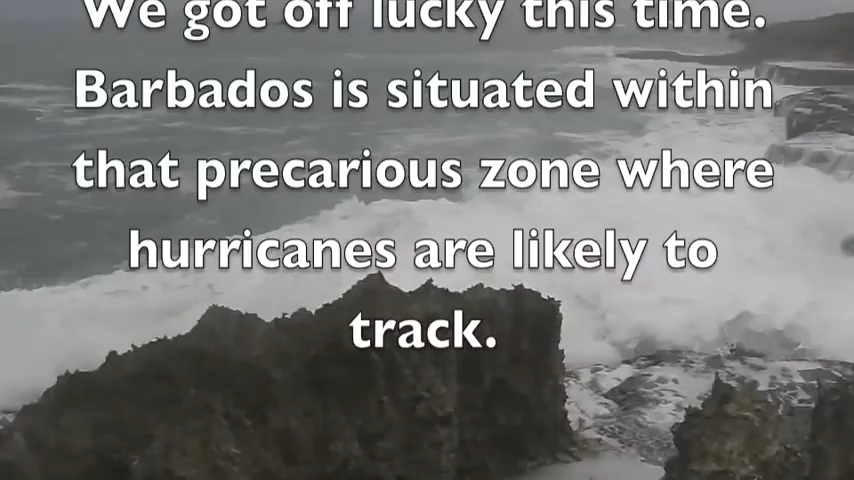 We got off lucky this time.
Barbados is situated within
that precarious zone where
hurricanes are likely to
track.